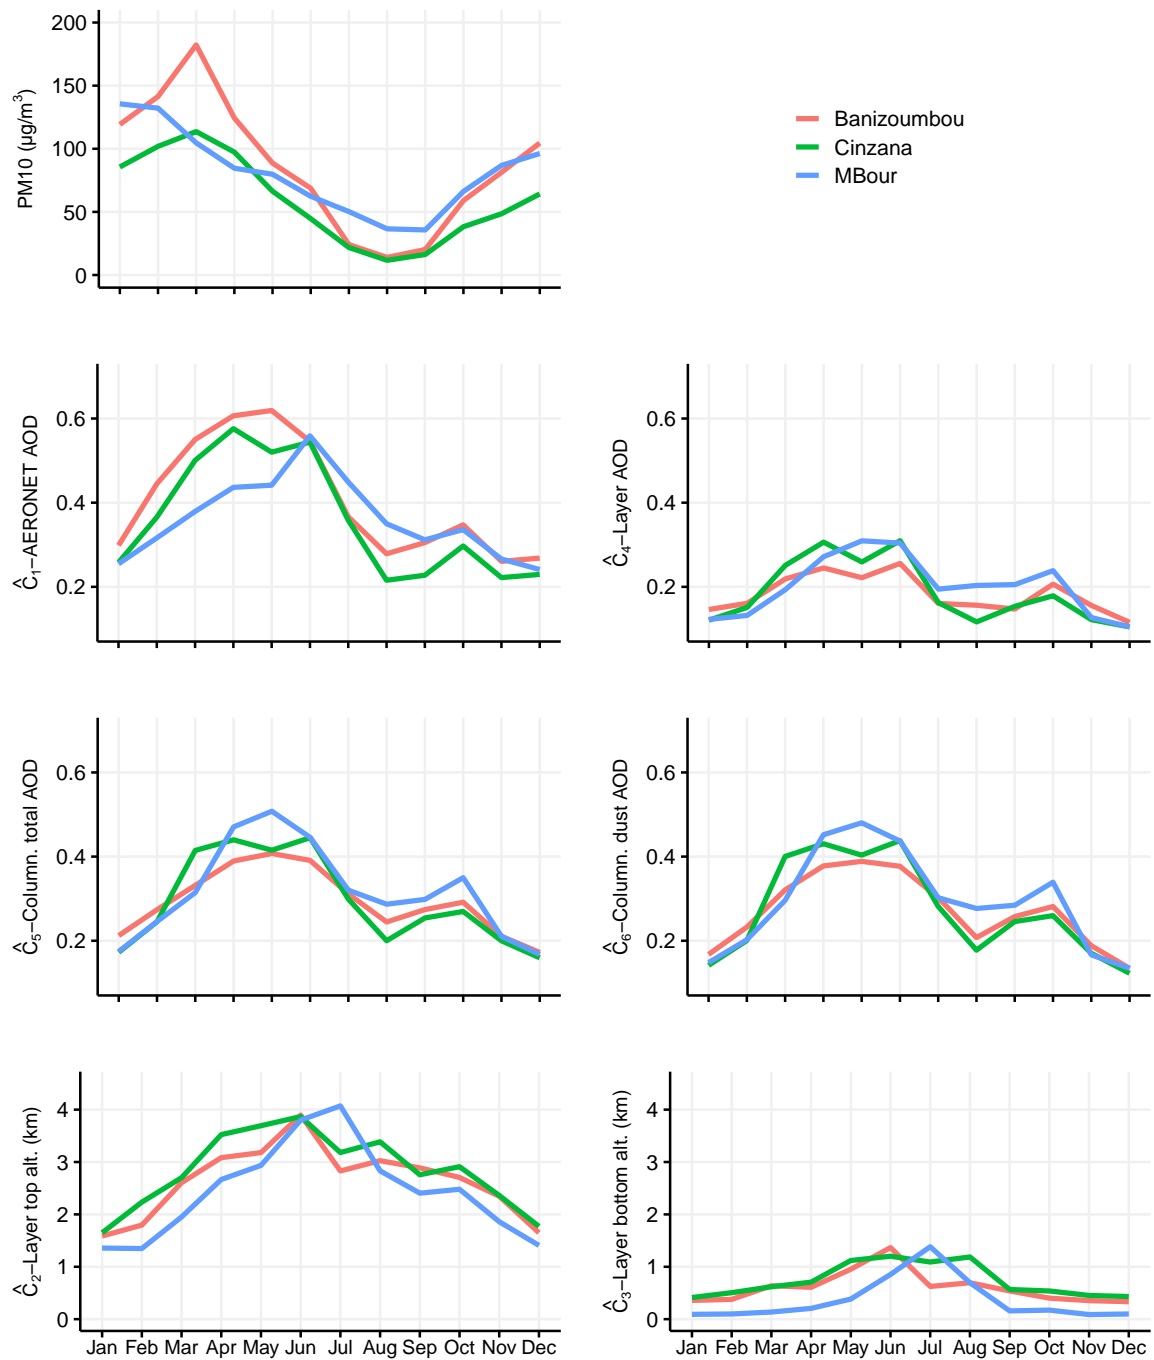 PM10 (µg/m³)
200
150
100
50
0
Banizoumbou
Cinzana
MBour
Ĉ₁−AERONET AOD
0.6
0.4
0.2
Ĉ₄−Layer AOD
0.6
0.4
0.2
Ĉ₅−Column. total AOD
0.6
0.4
0.2
Ĉ₆−Column. dust AOD
0.6
0.4
0.2
Ĉ₂−Layer top alt. (km)
4
3
2
1
0
Jan Feb Mar Apr May Jun Jul Aug Sep Oct Nov Dec
Ĉ₃−Layer bottom alt. (km)
4
3
2
1
0
Jan Feb Mar Apr May Jun Jul Aug Sep Oct Nov Dec